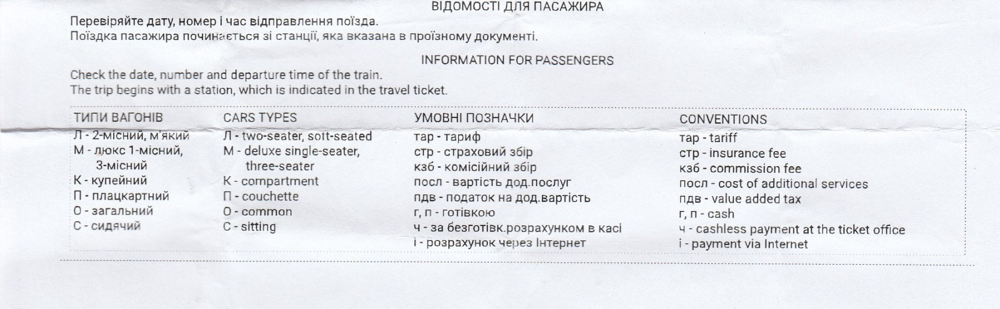 ВІДОМОСТІ ДЛЯ ПАСАЖИРА
Перевіряйте дату, номер і час відправлення поїзда.
Поїздка пасажира починається зі станції, яка вказана в проїзному документі.
INFORMATION FOR PASSENGERS
Check the date, number and departure time of the train.
The trip begins with a station, which is indicated in the travel ticket.
ТИПИ ВАГОНІВ
Л - 2-місний, м'який
М - люкс 1-місний,
3-місний
К - купейний
П - плацкартний
О - загальний
С - сидячий
CARS TYPES
Л - two-seater, soft-seated
М - deluxe single-seater,
three-seater
К - compartment
П - couchette
О - common
С - sitting
УМОВНІ ПОЗНАЧКИ
тар - тариф
стр - страховий збір
кзб - комісійний збір
посл - вартість дод.послуг
пдв - податок на дод.вартість
г, п - готівкою
ч - за безготівк.розрахунком в касі
і - розрахунок через Інтернет
CONVENTIONS
тар - tariff
стр - insurance fee
кзб - commission fee
посл - cost of additional services
пдв - value added tax
г, п - cash
ч - cashless payment at the ticket office
і - payment via Internet